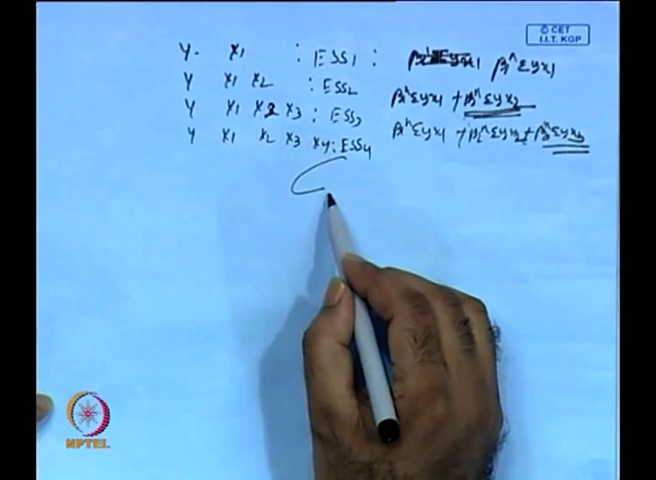 © CET
I.I.T. KGP
Y. X1 : ESS1 : β1^ Σyx1
Y X1 X2 : ESS2 β1^ Σyx1 + β2^ Σyx2
Y X1 X2 X3 : ESS3 β1^ Σyx1 + β2^ Σyx2 + β3^ Σyx3
Y X1 X2 X3 X4 : ESS4
NPTEL